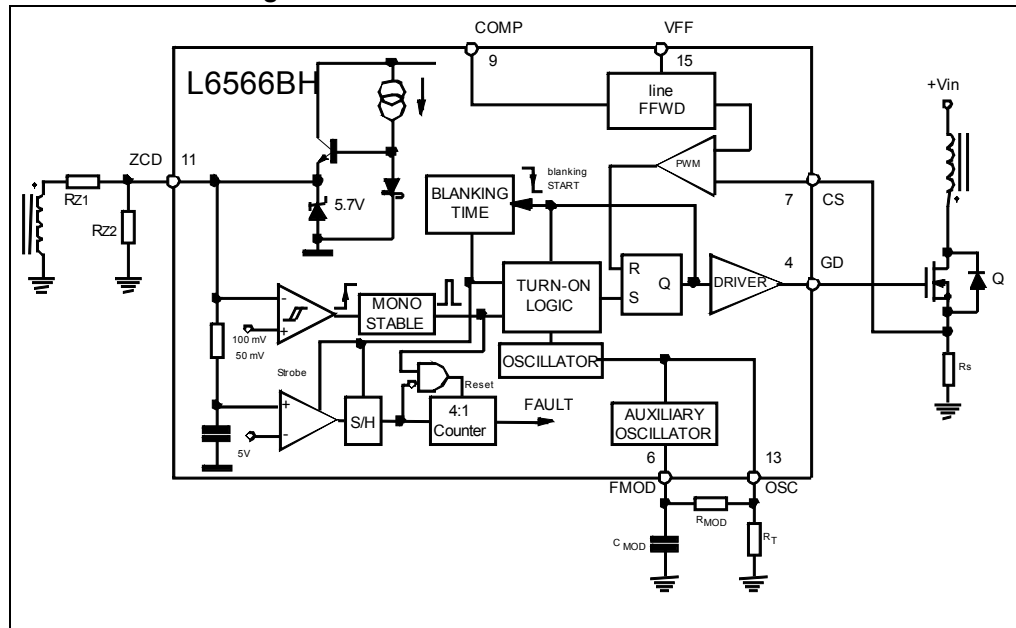 COMP
VFF
9
15
L6566BH
line
FFWD
+Vin
ZCD
11
PWM
blanking
START
RZ1
BLANKING
TIME
7
CS
5.7V
RZ2
R
S
Q
4
GD
TURN-ON
LOGIC
DRIVER
Q
MONO
STABLE
-
+
100 mV
50 mV
OSCILLATOR
Rs
Strobe
Reset
FAULT
+
-
S/H
4:1
Counter
AUXILIARY
OSCILLATOR
5V
6
13
FMOD
OSC
RMOD
C MOD
RT